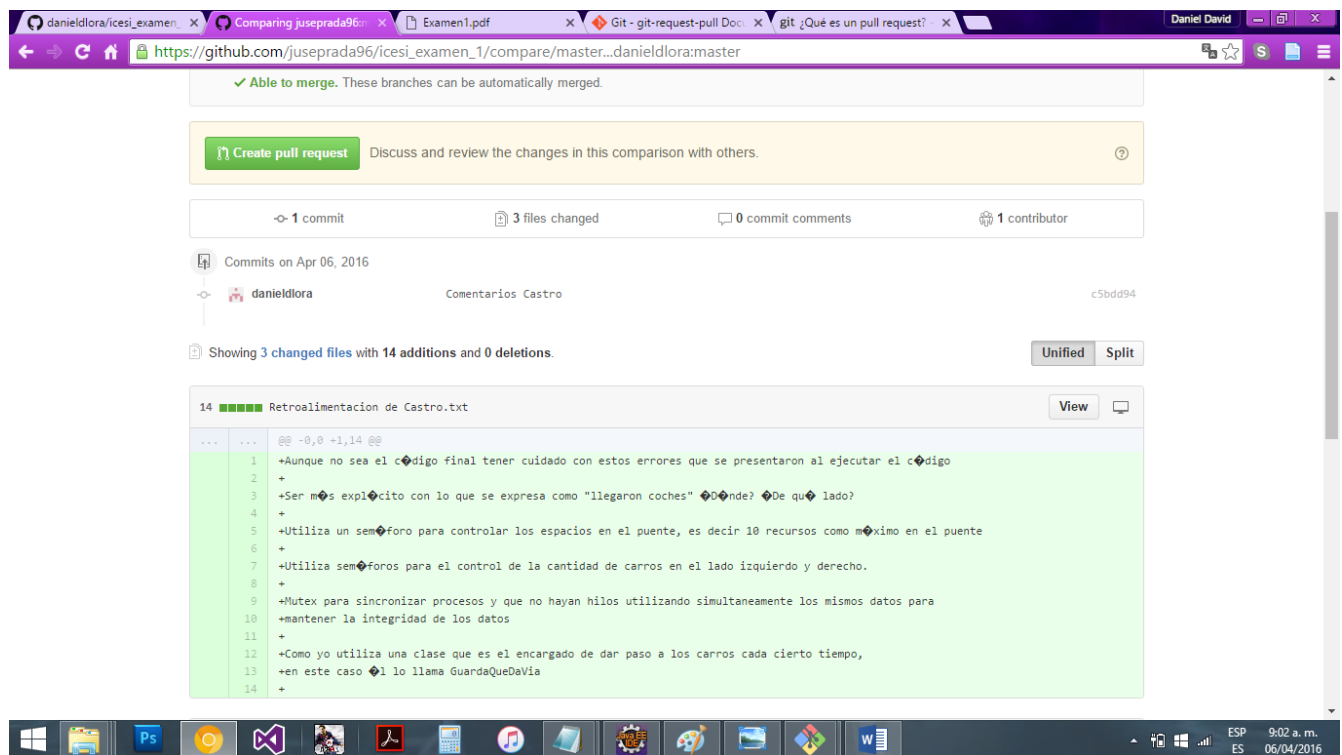 danieldlora/icesi_examen_
Comparing juseprada96:m
Examen1.pdf
Git - git-request-pull Docu
git ¿Qué es un pull request? -
Daniel David
https://github.com/juseprada96/icesi_examen_1/compare/master...danieldlora:master
Able to merge. These branches can be automatically merged.
Create pull request
Discuss and review the changes in this comparison with others.
1 commit
3 files changed
0 commit comments
1 contributor
Commits on Apr 06, 2016
danieldlora
Comentarios Castro
c5bdd94
Showing 3 changed files with 14 additions and 0 deletions.
Unified
Split
14
Retroalimentacion de Castro.txt
View
... ... @@ -0,0 +1,14 @@
1 +Aunque no sea el c�digo final tener cuidado con estos errores que se presentaron al ejecutar el c�digo
2 +
3 +Ser m�s expl�cito con lo que se expresa como "llegaron coches" �D�nde? �De qu� lado?
4 +
5 +Utiliza un sem�foro para controlar los espacios en el puente, es decir 10 recursos como m�ximo en el puente
6 +
7 +Utiliza sem�foros para el control de la cantidad de carros en el lado izquierdo y derecho.
8 +
9 +Mutex para sincronizar procesos y que no hayan hilos utilizando simultaneamente los mismos datos para
10 +mantener la integridad de los datos
11 +
12 +Como yo utiliza una clase que es el encargado de dar paso a los carros cada cierto tiempo,
13 +en este caso �l lo llama GuardaQueDaVia
14 +
Ps
Java EE
IDE
ESP
ES
9:02 a. m.
06/04/2016